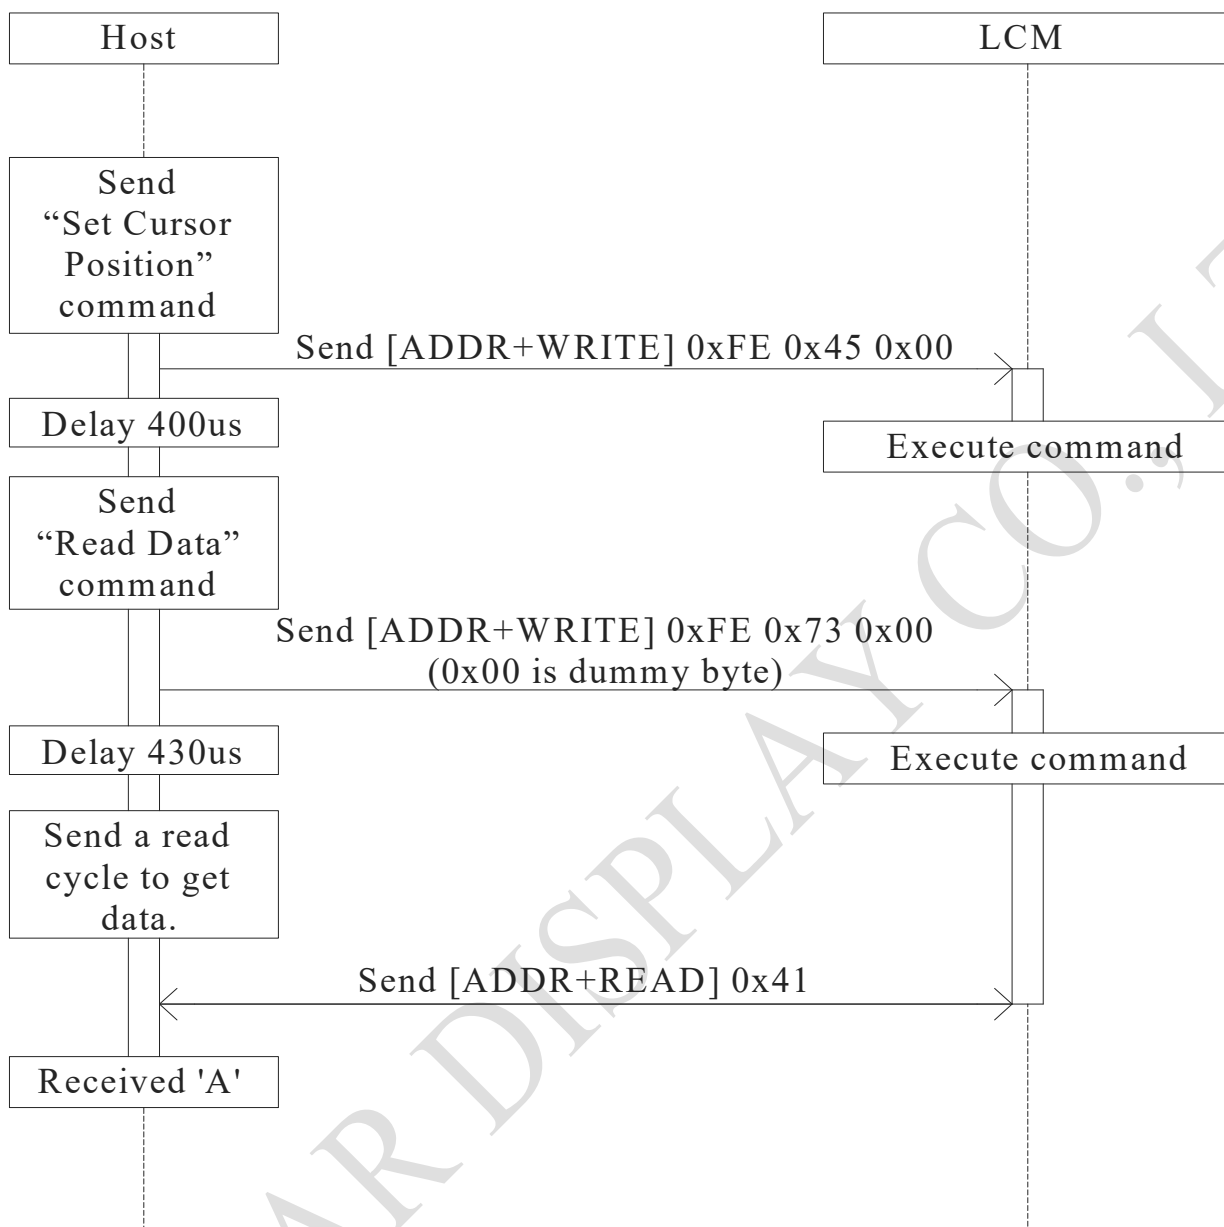 Host
LCM
Send
“Set Cursor
Position”
command
Send [ADDR+WRITE] 0xFE 0x45 0x00
Delay 400us
Execute command
Send
“Read Data”
command
Send [ADDR+WRITE] 0xFE 0x73 0x00
(0x00 is dummy byte)
Delay 430us
Execute command
Send a read
cycle to get
data.
Send [ADDR+READ] 0x41
Received 'A'
DISPLAY CO.,